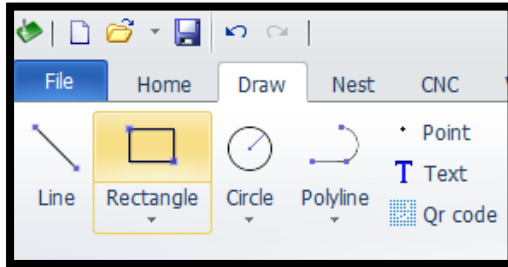 File Home Draw Nest CNC
Point
Text
Line Rectangle Circle Polyline
Qr code